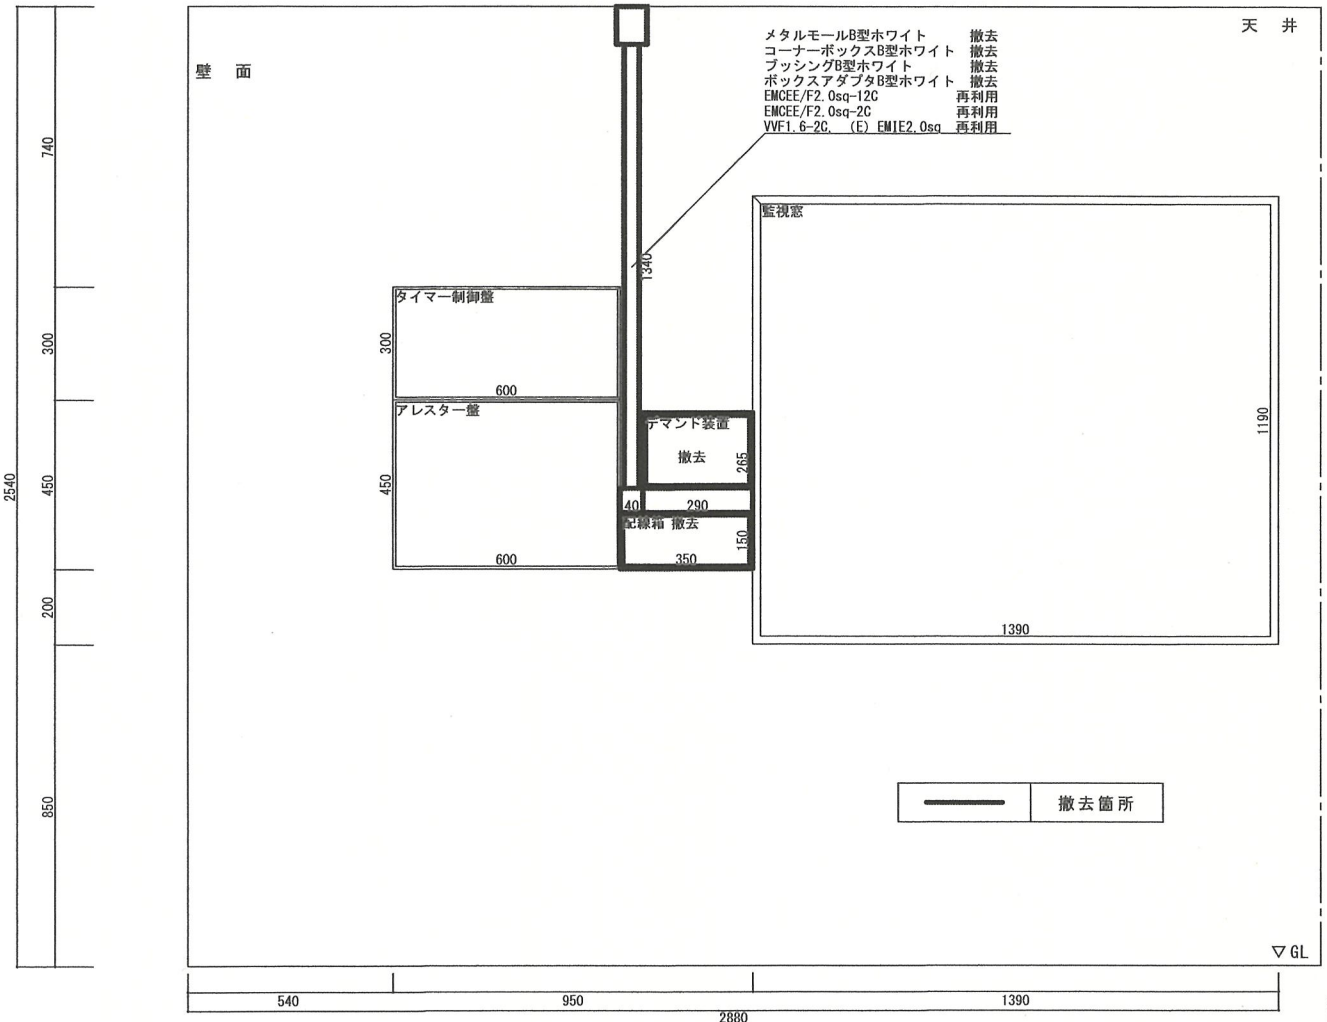 天　井
壁　面
メタルモールB型ホワイト　撤去
コーナーボックスB型ホワイト　撤去
ブッシングB型ホワイト　撤去
ボックスアダプタB型ホワイト　撤去
EMCEE/F2.0sq-12C　再利用
EMCEE/F2.0sq-2C　再利用
VVF1.6-2C, (E) EMIE2.0sq　再利用
740
監視窓
1340
タイマー制御盤
300
300
600
アレスター盤
デマンド装置
撤去
265
1190
2540
450
450
40
290
配線箱 撤去
150
350
600
200
1390
850
撤去箇所
▽GL
540
950
1390
2880